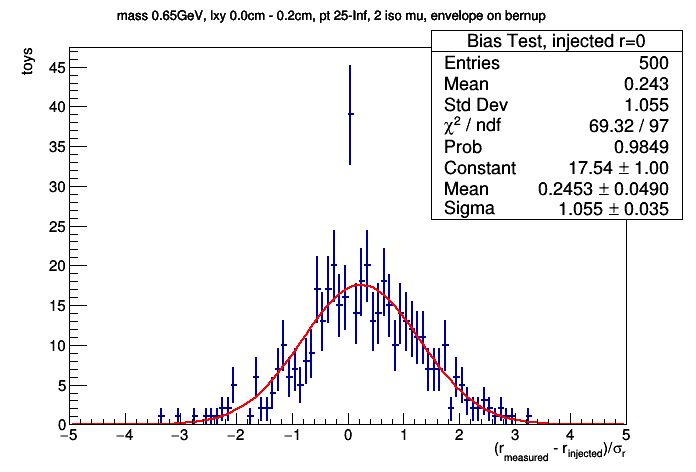 mass 0.65GeV, lxy 0.0cm - 0.2cm, pt 25-Inf, 2 iso mu, envelope on bernup
Bias Test, injected r=0
Entries 500
Mean 0.243
Std Dev 1.055
χ² / ndf 69.32 / 97
Prob 0.9849
Constant 17.54 ± 1.00
Mean 0.2453 ± 0.0490
Sigma 1.055 ± 0.035
toys
45
40
35
30
25
20
15
10
5
0
−5 −4 −3 −2 −1 0 1 2 3 4 5
(r_measured - r_injected)/σ_r